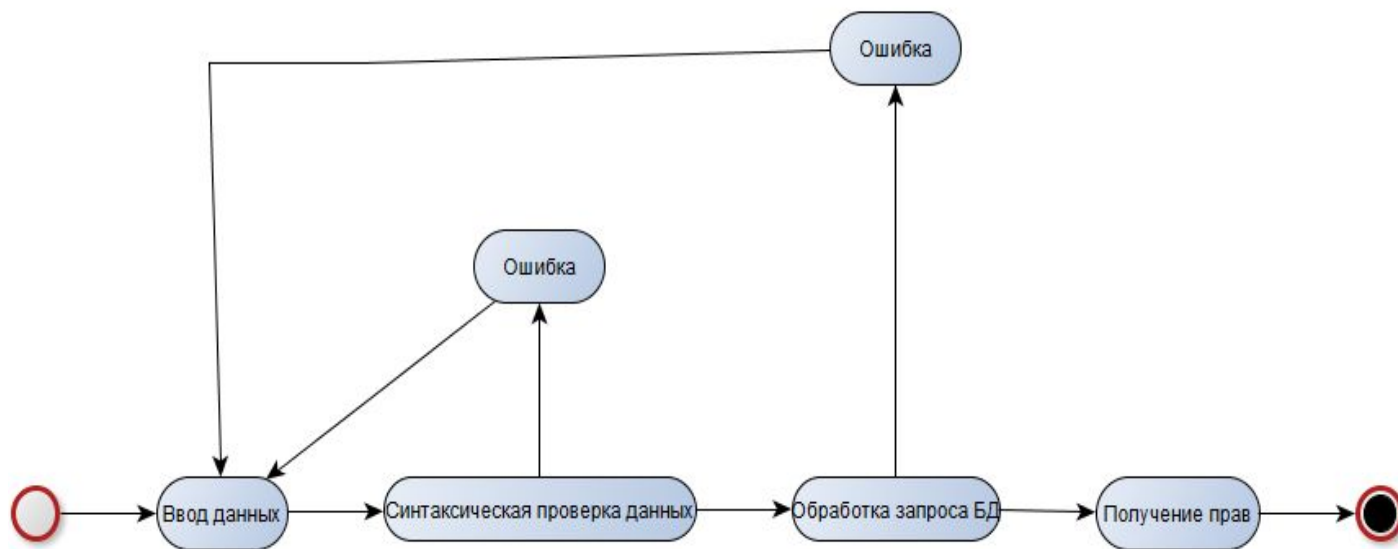 Ошибка
Ошибка
Ввод данных
Синтаксическая проверка данных
Обработка запроса БД
Получение прав